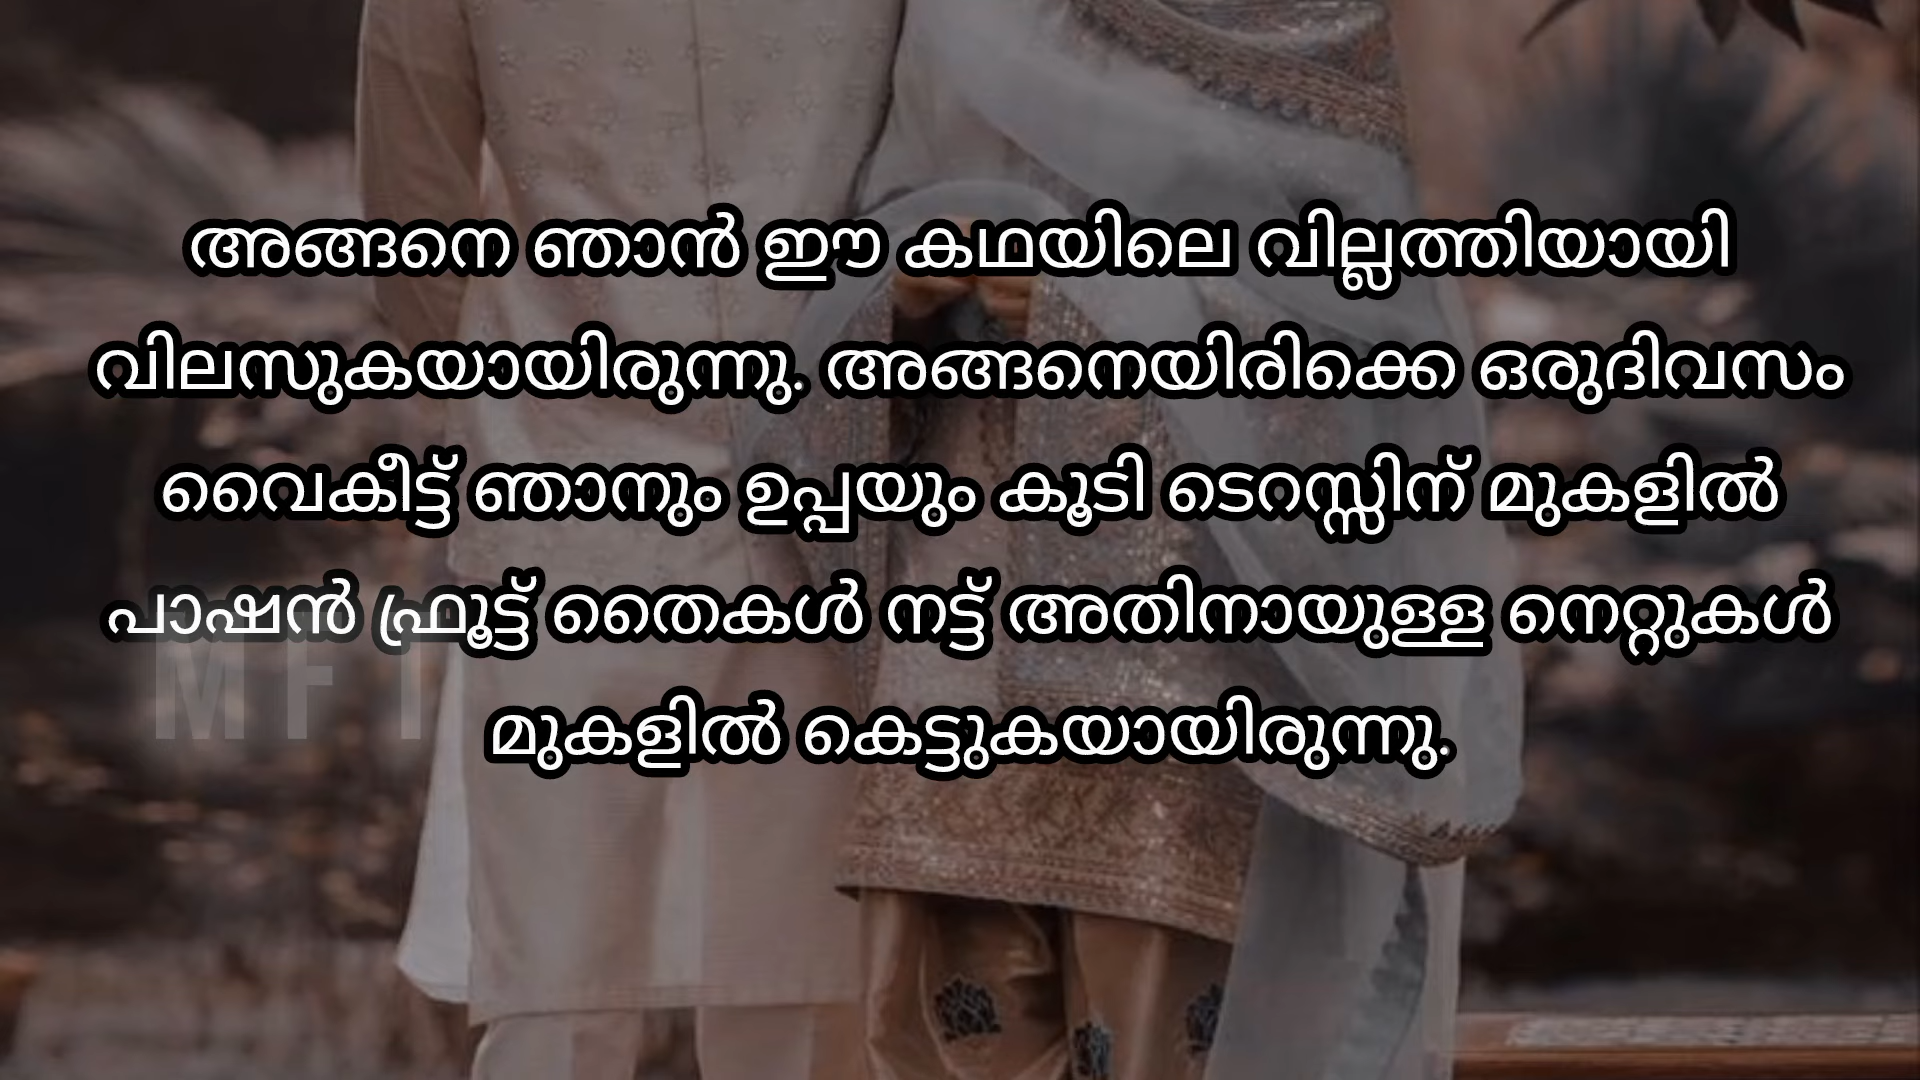 അങ്ങനെ ഞാൻ ഈ കഥയിലെ വില്ലത്തിയായി
വിലസുകയായിരുന്നു. അങ്ങനെയിരിക്കെ ഒരുദിവസം
വൈകീട്ട് ഞാനും ഉപ്പയും കൂടി ടെറസ്സിന് മുകളിൽ
പാഷൻ ഫ്രൂട്ട് തൈകൾ നട്ട് അതിനായുള്ള നെറ്റുകൾ
മുകളിൽ കെട്ടുകയായിരുന്നു.